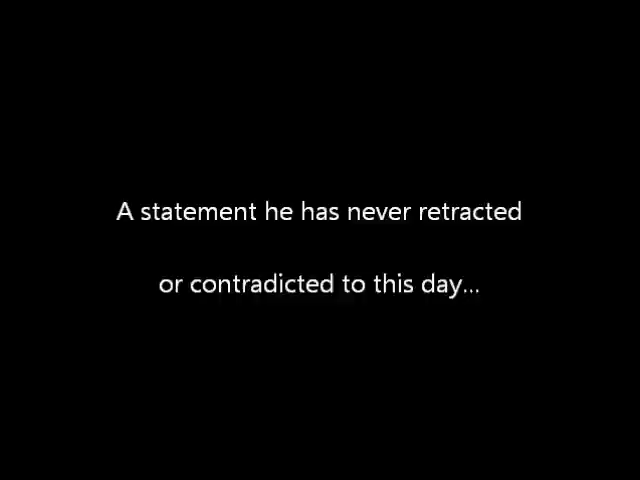 A statement he has never retracted
or contradicted to this day...